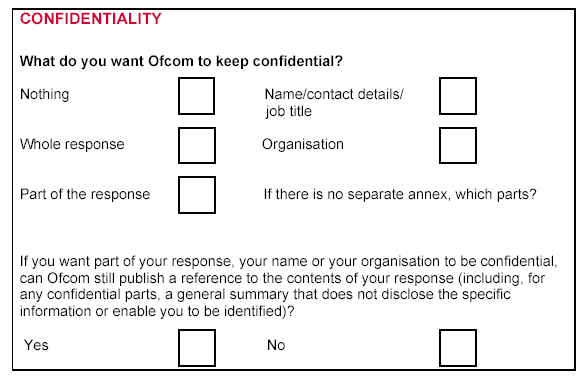 CONFIDENTIALITY
What do you want Ofcom to keep confidential?
Nothing
Name/contact details/
job title
Whole response
Organisation
Part of the response
If there is no separate annex, which parts?
If you want part of your response, your name or your organisation to be confidential,
can Ofcom still publish a reference to the contents of your response (including, for
any confidential parts, a general summary that does not disclose the specific
information or enable you to be identified)?
Yes
No